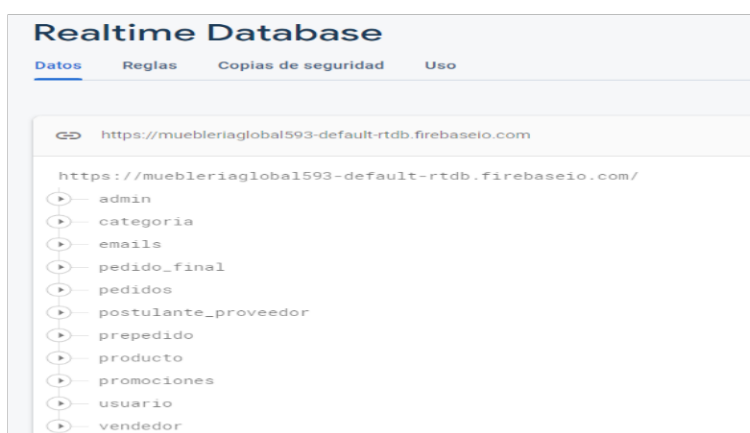 Realtime Database
Datos Reglas Copias de seguridad Uso
https://muebleriaglobal593-default-rtdb.firebaseio.com
https://muebleriaglobal593-default-rtdb.firebaseio.com/
admin
categoria
emails
pedido_final
pedidos
postulante_proveedor
prepedido
producto
promociones
usuario
vendedor